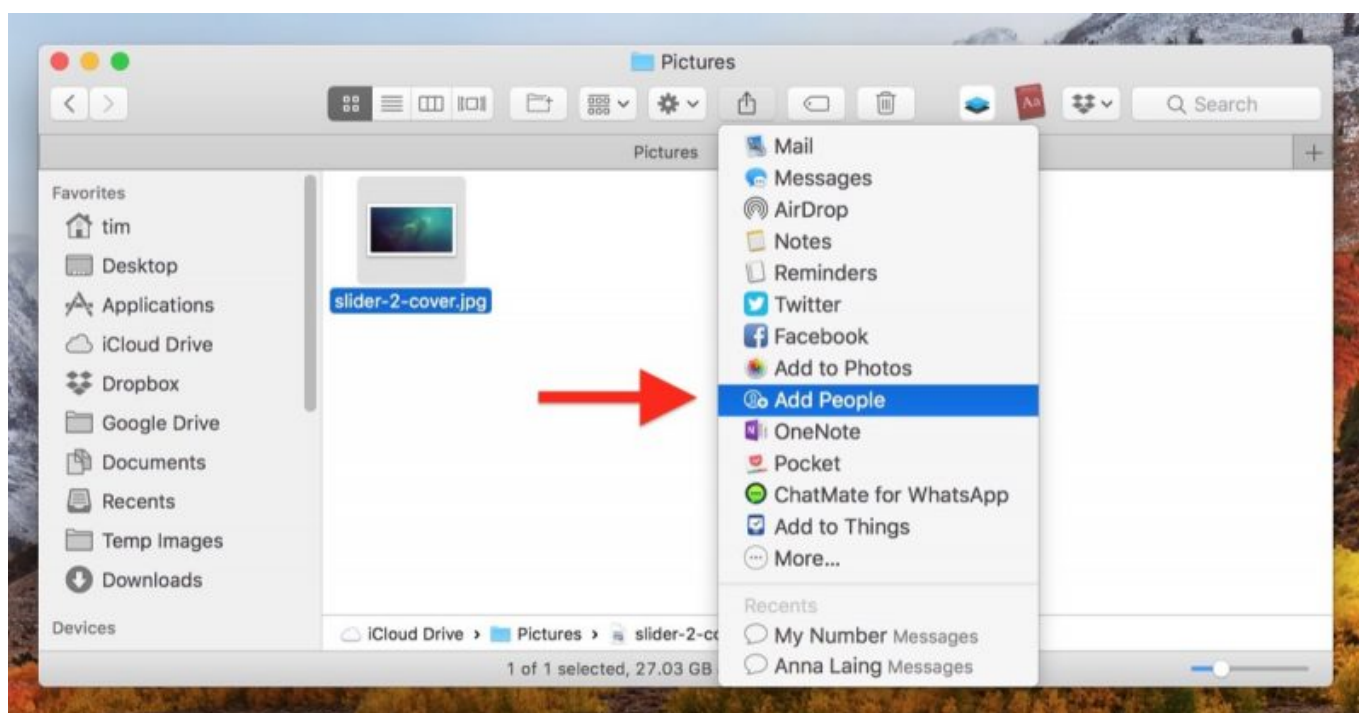 Pictures
Search
Pictures
Favorites
tim
Desktop
Applications
iCloud Drive
Dropbox
Google Drive
Documents
Recents
Temp Images
Downloads
Devices
slider-2-cover.jpg
Mail
Messages
AirDrop
Notes
Reminders
Twitter
Facebook
Add to Photos
Add People
OneNote
Pocket
ChatMate for WhatsApp
Add to Things
More...
Recents
My Number Messages
Anna Laing Messages
iCloud Drive › Pictures › slider-2-co
1 of 1 selected, 27.03 GB